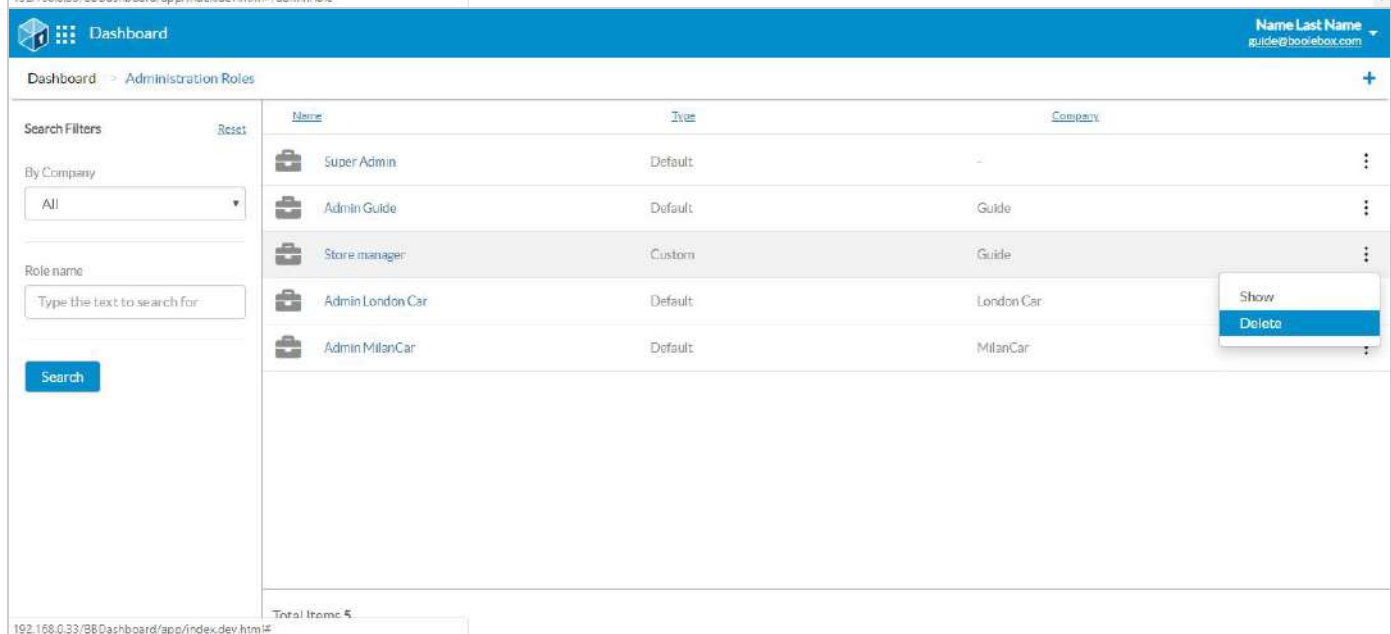 Dashboard
Name Last Name
guide@boolebox.com
Dashboard > Administration Roles
+
Search Filters
Reset
By Company
All
Role name
Type the text to search for
Search
Name Type Company
Super Admin Default -
Admin Guide Default Guide
Store manager Custom Guide
Admin London Car Default London Car
Admin MilanCar Default MilanCar
Show
Delete
Total Items 5
192.168.0.33/BBDashboard/app/index.dev.html#